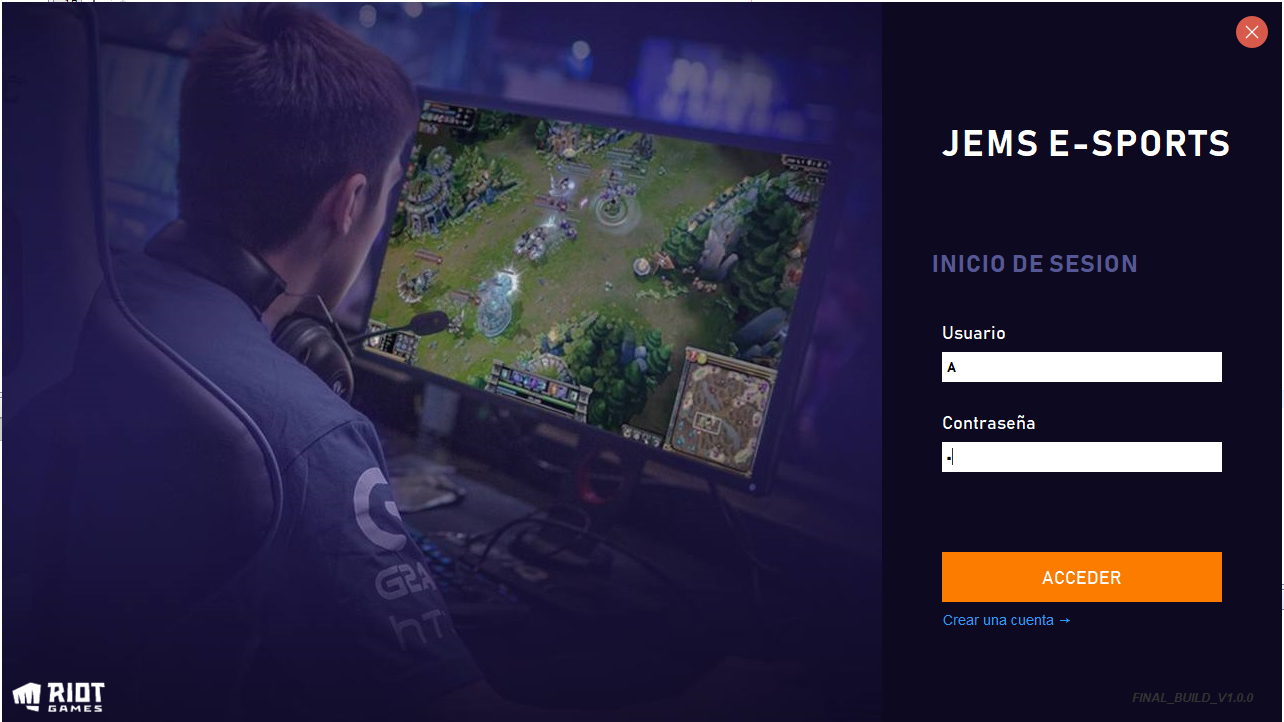 JEMS E-SPORTS
INICIO DE SESION
Usuario
A
Contraseña
ACCEDER
Crear una cuenta →
RIOT
GAMES
FINAL_BUILD_V1.0.0